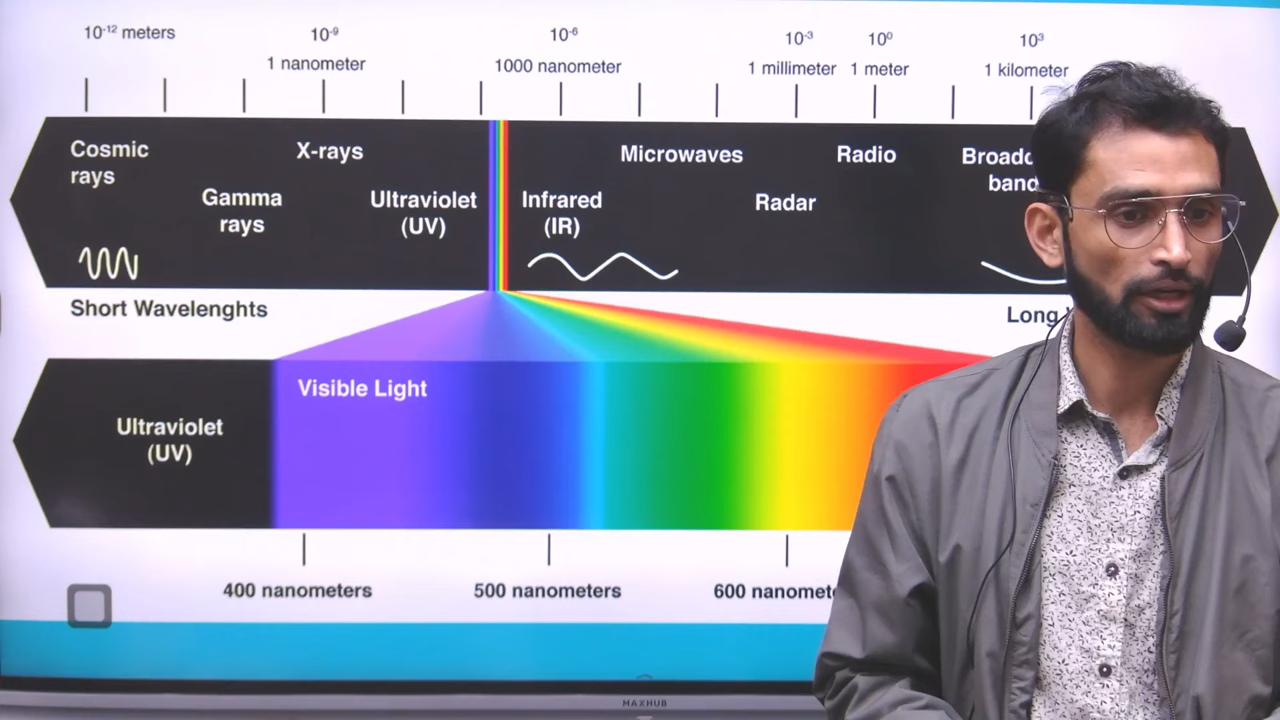 10⁻¹² meters
10⁻⁹
10⁻⁶
10⁻³
10⁰
10³
1 nanometer
1000 nanometer
1 millimeter
1 meter
1 kilometer
Cosmic
rays
X-rays
Microwaves
Radio
Gamma
rays
Ultraviolet
(UV)
Infrared
(IR)
Radar
Short Wavelenghts
Long
Visible Light
Ultraviolet
(UV)
400 nanometers
500 nanometers
600
MAXHUB